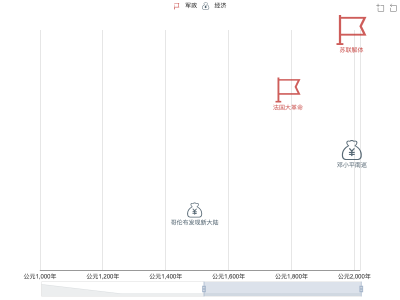 军政 经济
苏联解体
法国大革命
邓小平南巡
哥伦布发现新大陆
公元1,000年 公元1,200年 公元1,400年 公元1,600年 公元1,800年 公元2,000年